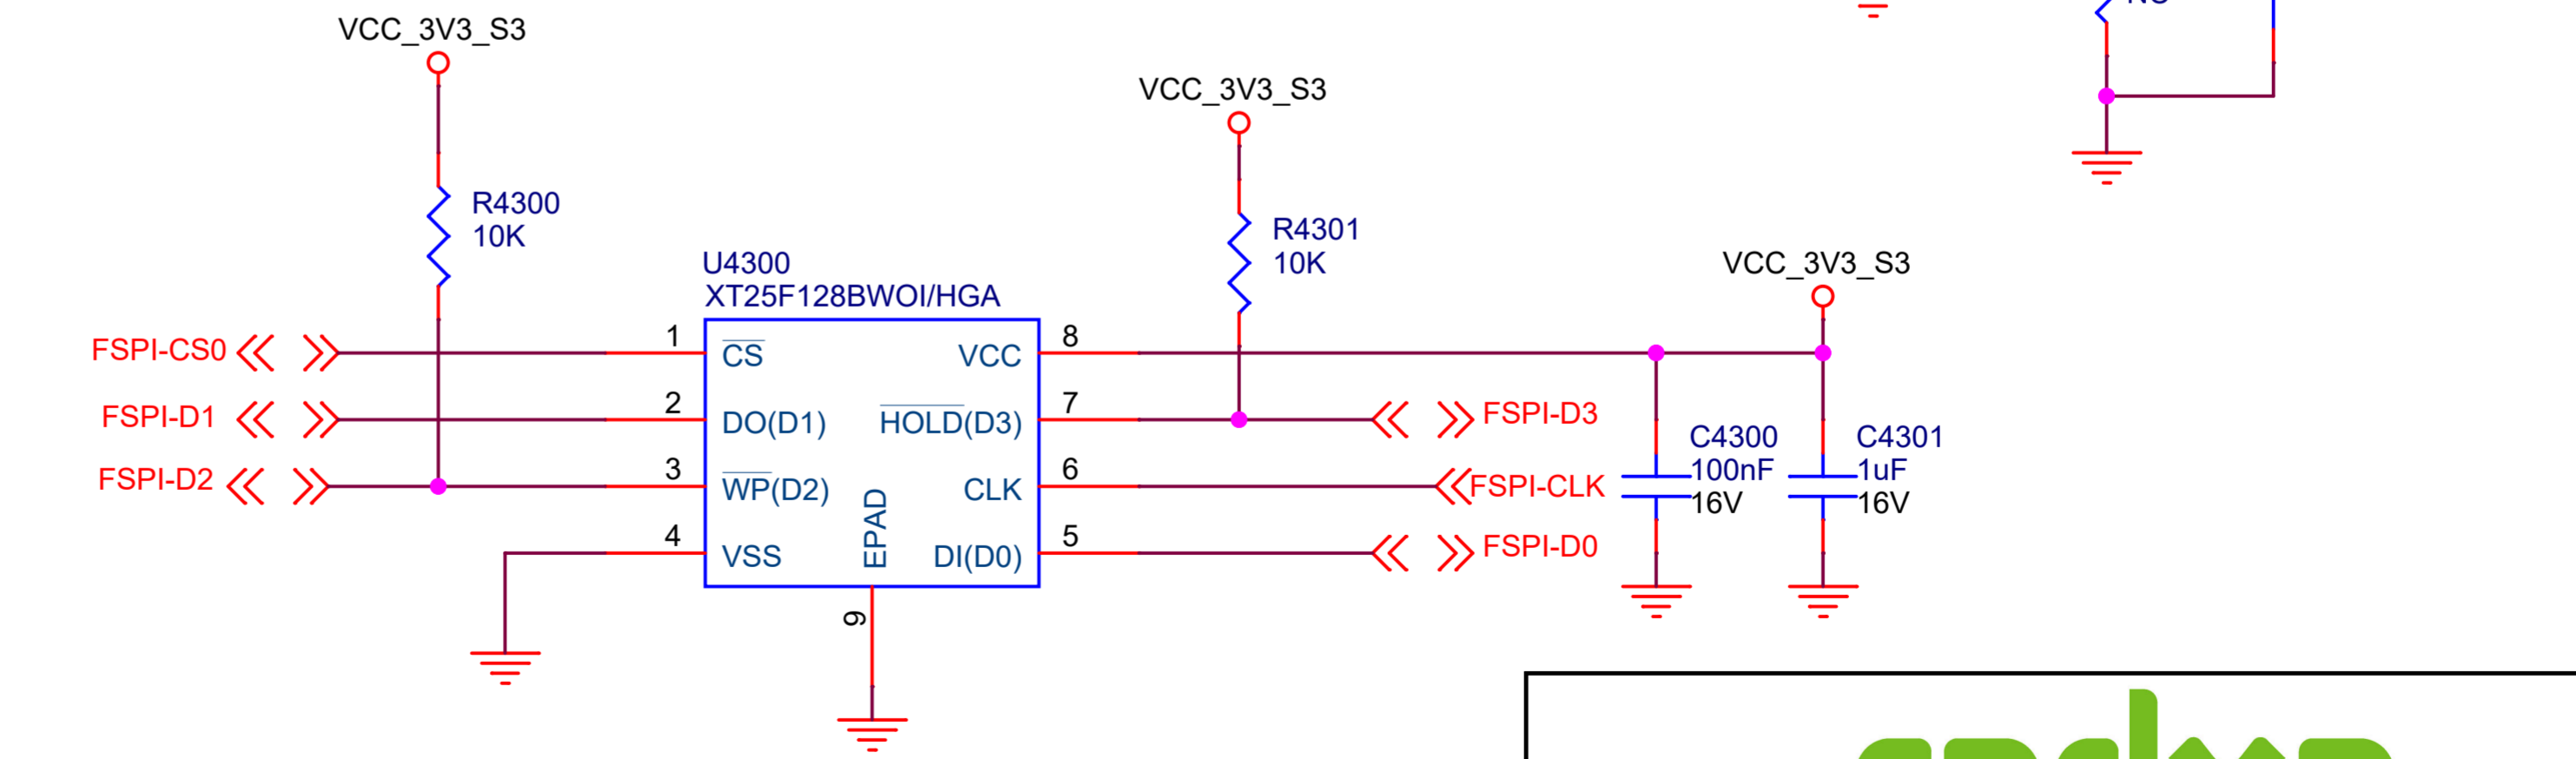 VCC_3V3_S3
R4300
10K
VCC_3V3_S3
R4301
10K
VCC_3V3_S3
U4300
XT25F128BWOI/HGA
FSPI-CS0
1
CS
VCC
8
FSPI-D1
2
DO(D1)
HOLD(D3)
7
FSPI-D3
FSPI-D2
3
WP(D2)
CLK
6
FSPI-CLK
4
VSS
EPAD
DI(D0)
5
FSPI-D0
9
C4300
100nF
16V
C4301
1uF
16V